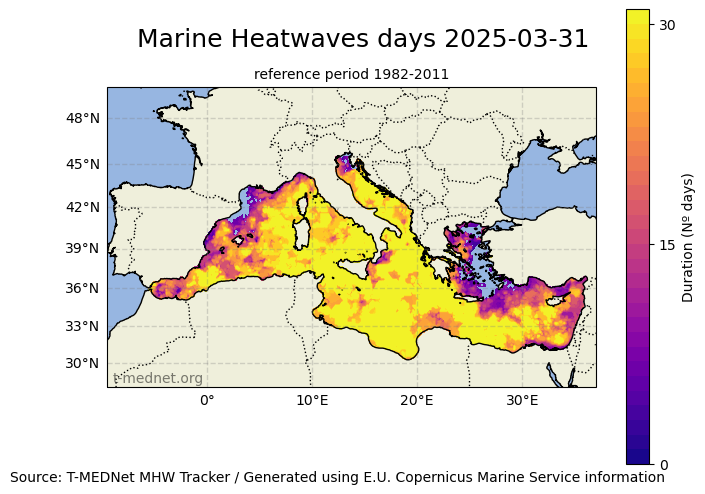 Marine Heatwaves days 2025-03-31
reference period 1982-2011
48°N
45°N
42°N
39°N
36°N
33°N
30°N
t-mednet.org
0°
10°E
20°E
30°E
30
15
0
Duration (Nº days)
Source: T-MEDNet MHW Tracker / Generated using E.U. Copernicus Marine Service information